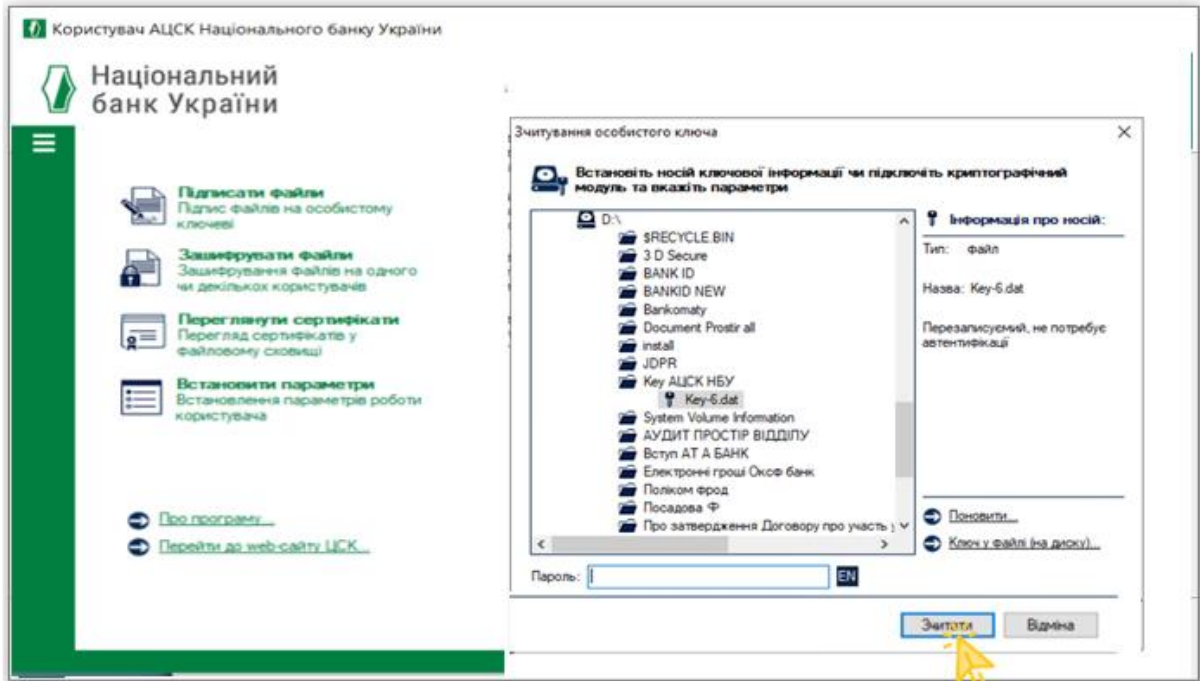 Користувач АЦСК Національного банку України
Національний
банк України
Підписати файли
Підпис файлів на особистому
ключеві
Зашифрувати файли
Зашифрування файлів на одного
чи декількох користувачів
Переглянути сертифікати
Перегляд сертифікатів у
файловому сховищі
Встановити параметри
Встановлення параметрів роботи
користувача
Про програму...
Перейти до web-сайту ЦСК...
Зчитування особистого ключа
Встановіть носій ключової інформації чи підключіть криптографічний
модуль та вкажіть параметри
D:\
$RECYCLE.BIN
3 D Secure
BANK ID
BANKID NEW
Bankomaty
Document Prostir all
install
JDPR
Key АЦСК НБУ
Key-6.dat
System Volume Information
АУДИТ ПРОСТІР ВІДДІЛУ
Вступ АТ А БАНК
Електронні гроші Оксф банк
Поліком фрод
Посадова Ф
Про затвердження Договору про участь у
Інформація про носій:
Тип: файл
Назва: Key-6.dat
Перезаписуємий, не потребує
автентифікації
Поновити...
Ключ у файлі (на диску)...
Пароль:
EN
Зчитати
Відміна